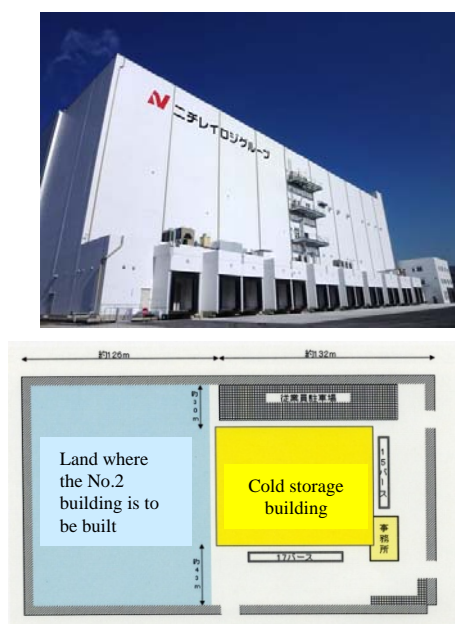 N ニチレイロジグループ
約126m
約132m
約30m
従業員駐車場
Land where
the No.2
building is to
be built
Cold storage
building
15バース
事務所
17バース
約43m